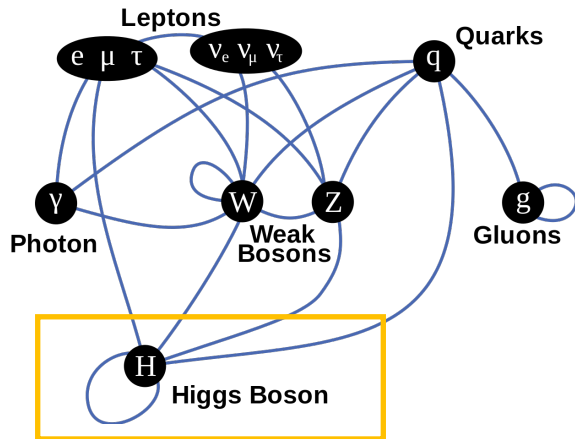 Leptons
e μ τ
νe νμ ντ
q
Quarks
γ
W
Z
g
Photon
Weak
Bosons
Gluons
H
Higgs Boson